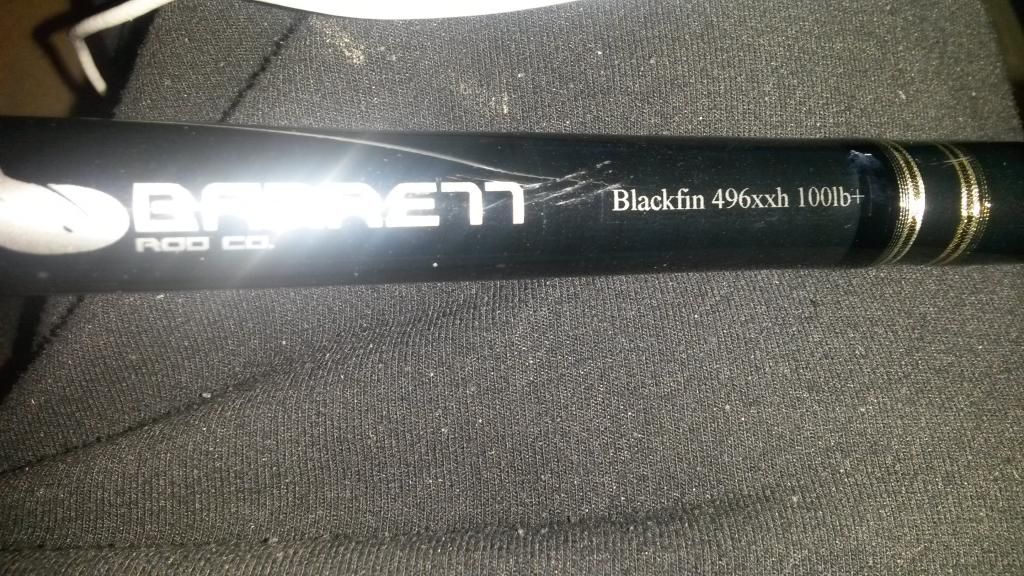 BARRETT
ROD CO.
Blackfin 496xxh 100lb+